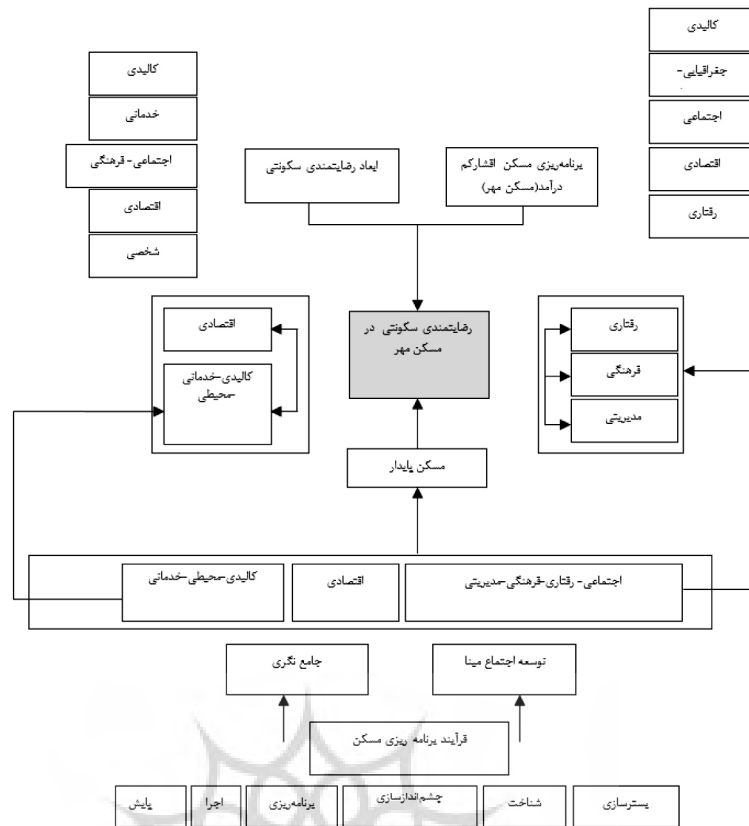 کالبدی
جغرافیایی-
اجتماعی
اقتصادی
رفتاری
کالبدی
خدماتی
اجتماعی- فرهنگی
اقتصادی
شخصی
برنامه‌ریزی مسکن اقشارکم
درآمد(مسکن مهر)
ابعاد رضایتمندی سکونتی
رضایتمندی سکونتی در
مسکن مهر
رفتاری
فرهنگی
مدیریتی
اقتصادی
کالبدی-خدماتی
-محیطی
مسکن پایدار
اجتماعی- رفتاری-فرهنگی-مدیریتی
اقتصادی
کالبدی-محیطی-خدماتی
توسعه اجتماع مبنا
جامع نگری
فرآیند برنامه ریزی مسکن
بسترسازی
شناخت
چشم‌اندازسازی
برنامه‌ریزی
اجرا
پایش